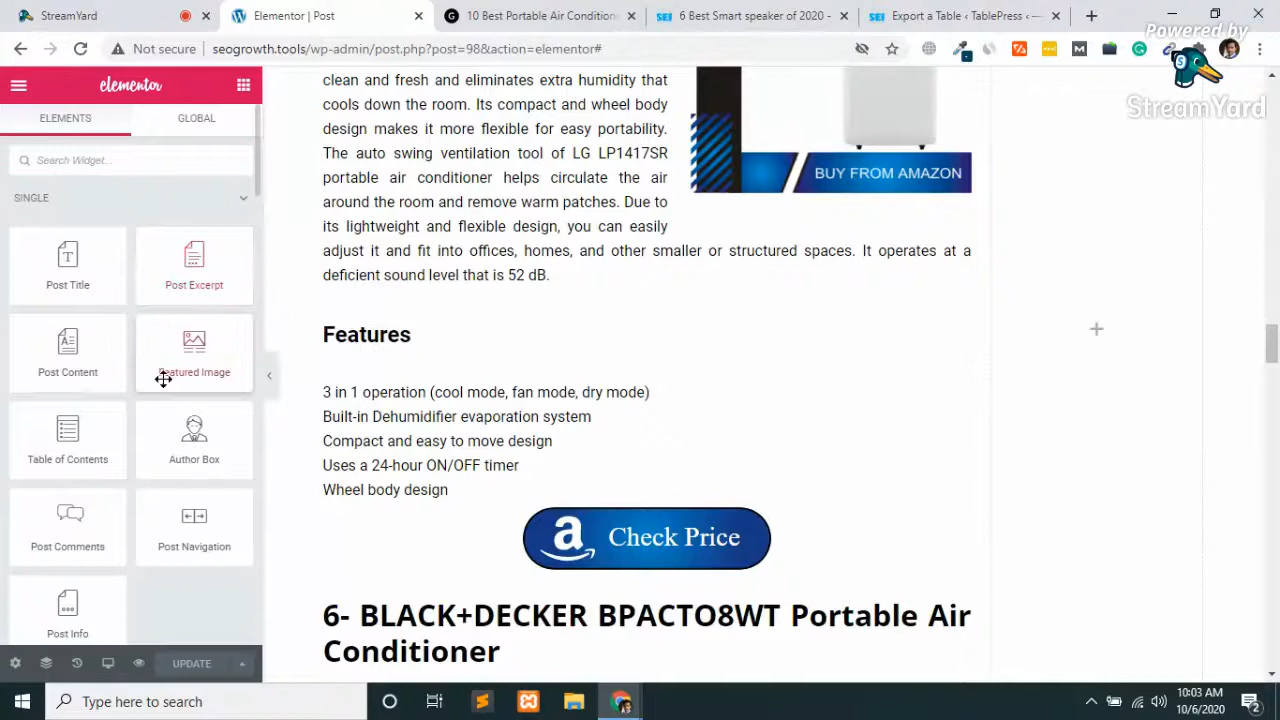 StreamYard
Elementor | Post
10 Best Portable Air Condition
6 Best Smart speaker of 2020 -
Export a Table ‹ TablePress ‹
Not secure
seogrowth.tools/wp-admin/post.php?post=98&action=elementor#
Powered by
StreamYard
elementor
ELEMENTS
GLOBAL
Search Widget...
SINGLE
Post Title
Post Excerpt
Post Content
Featured Image
Table of Contents
Author Box
Post Comments
Post Navigation
Post Info
UPDATE
clean and fresh and eliminates extra humidity that
cools down the room. Its compact and wheel body
design makes it more flexible for easy portability.
The auto swing ventilation tool of LG LP1417SR
portable air conditioner helps circulate the air
around the room and remove warm patches. Due to
its lightweight and flexible design, you can easily
adjust it and fit into offices, homes, and other smaller or structured spaces. It operates at a
deficient sound level that is 52 dB.
BUY FROM AMAZON
Features
3 in 1 operation (cool mode, fan mode, dry mode)
Built-in Dehumidifier evaporation system
Compact and easy to move design
Uses a 24-hour ON/OFF timer
Wheel body design
a Check Price
6- BLACK+DECKER BPACTO8WT Portable Air
Conditioner
Type here to search
10:03 AM
10/6/2020
2